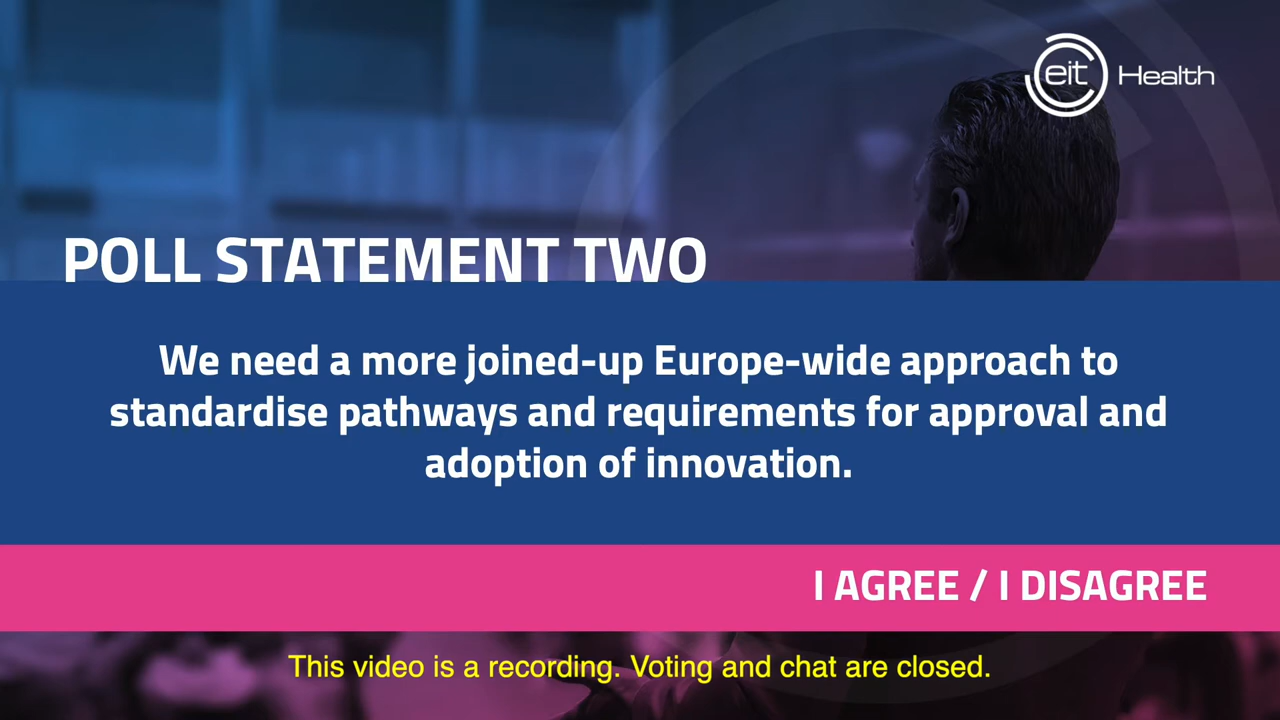 eit Health
POLL STATEMENT TWO
We need a more joined-up Europe-wide approach to
standardise pathways and requirements for approval and
adoption of innovation.
I AGREE / I DISAGREE
This video is a recording. Voting and chat are closed.